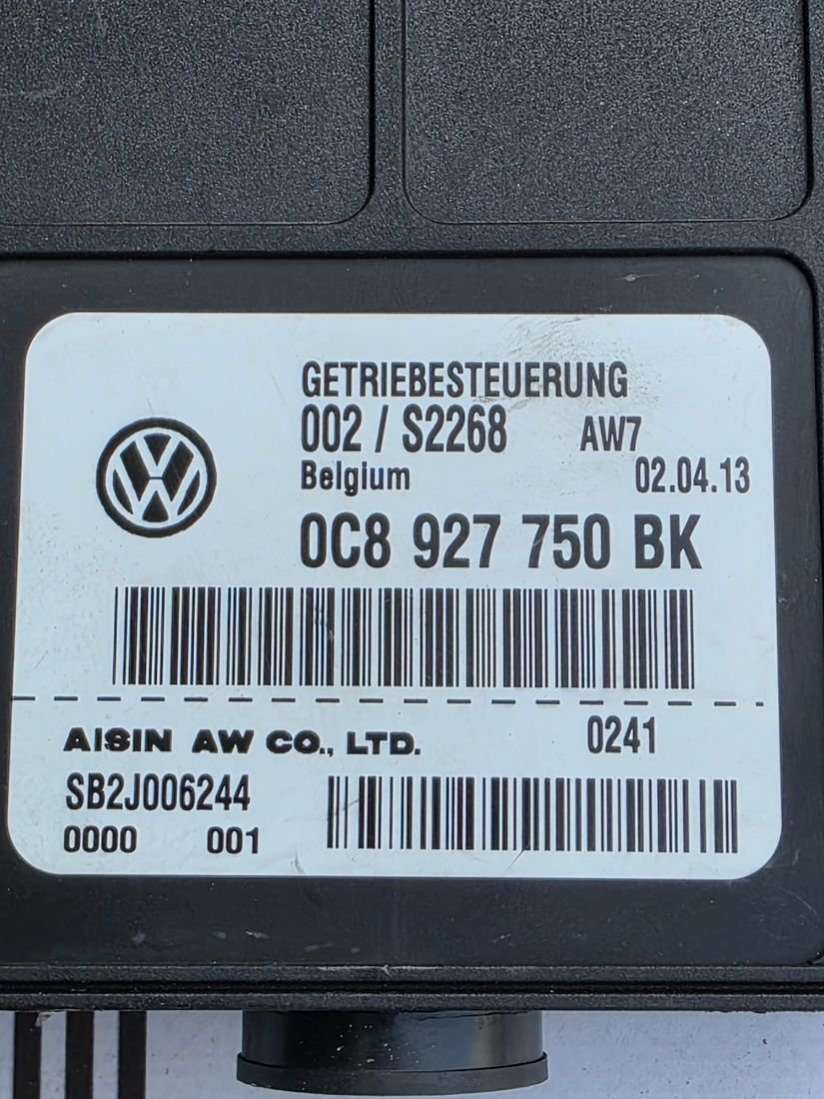 GETRIEBESTEUERUNG
002 / S2268 AW7
Belgium 02.04.13
0C8 927 750 BK
AISIN AW CO., LTD. 0241
SB2J006244
0000 001